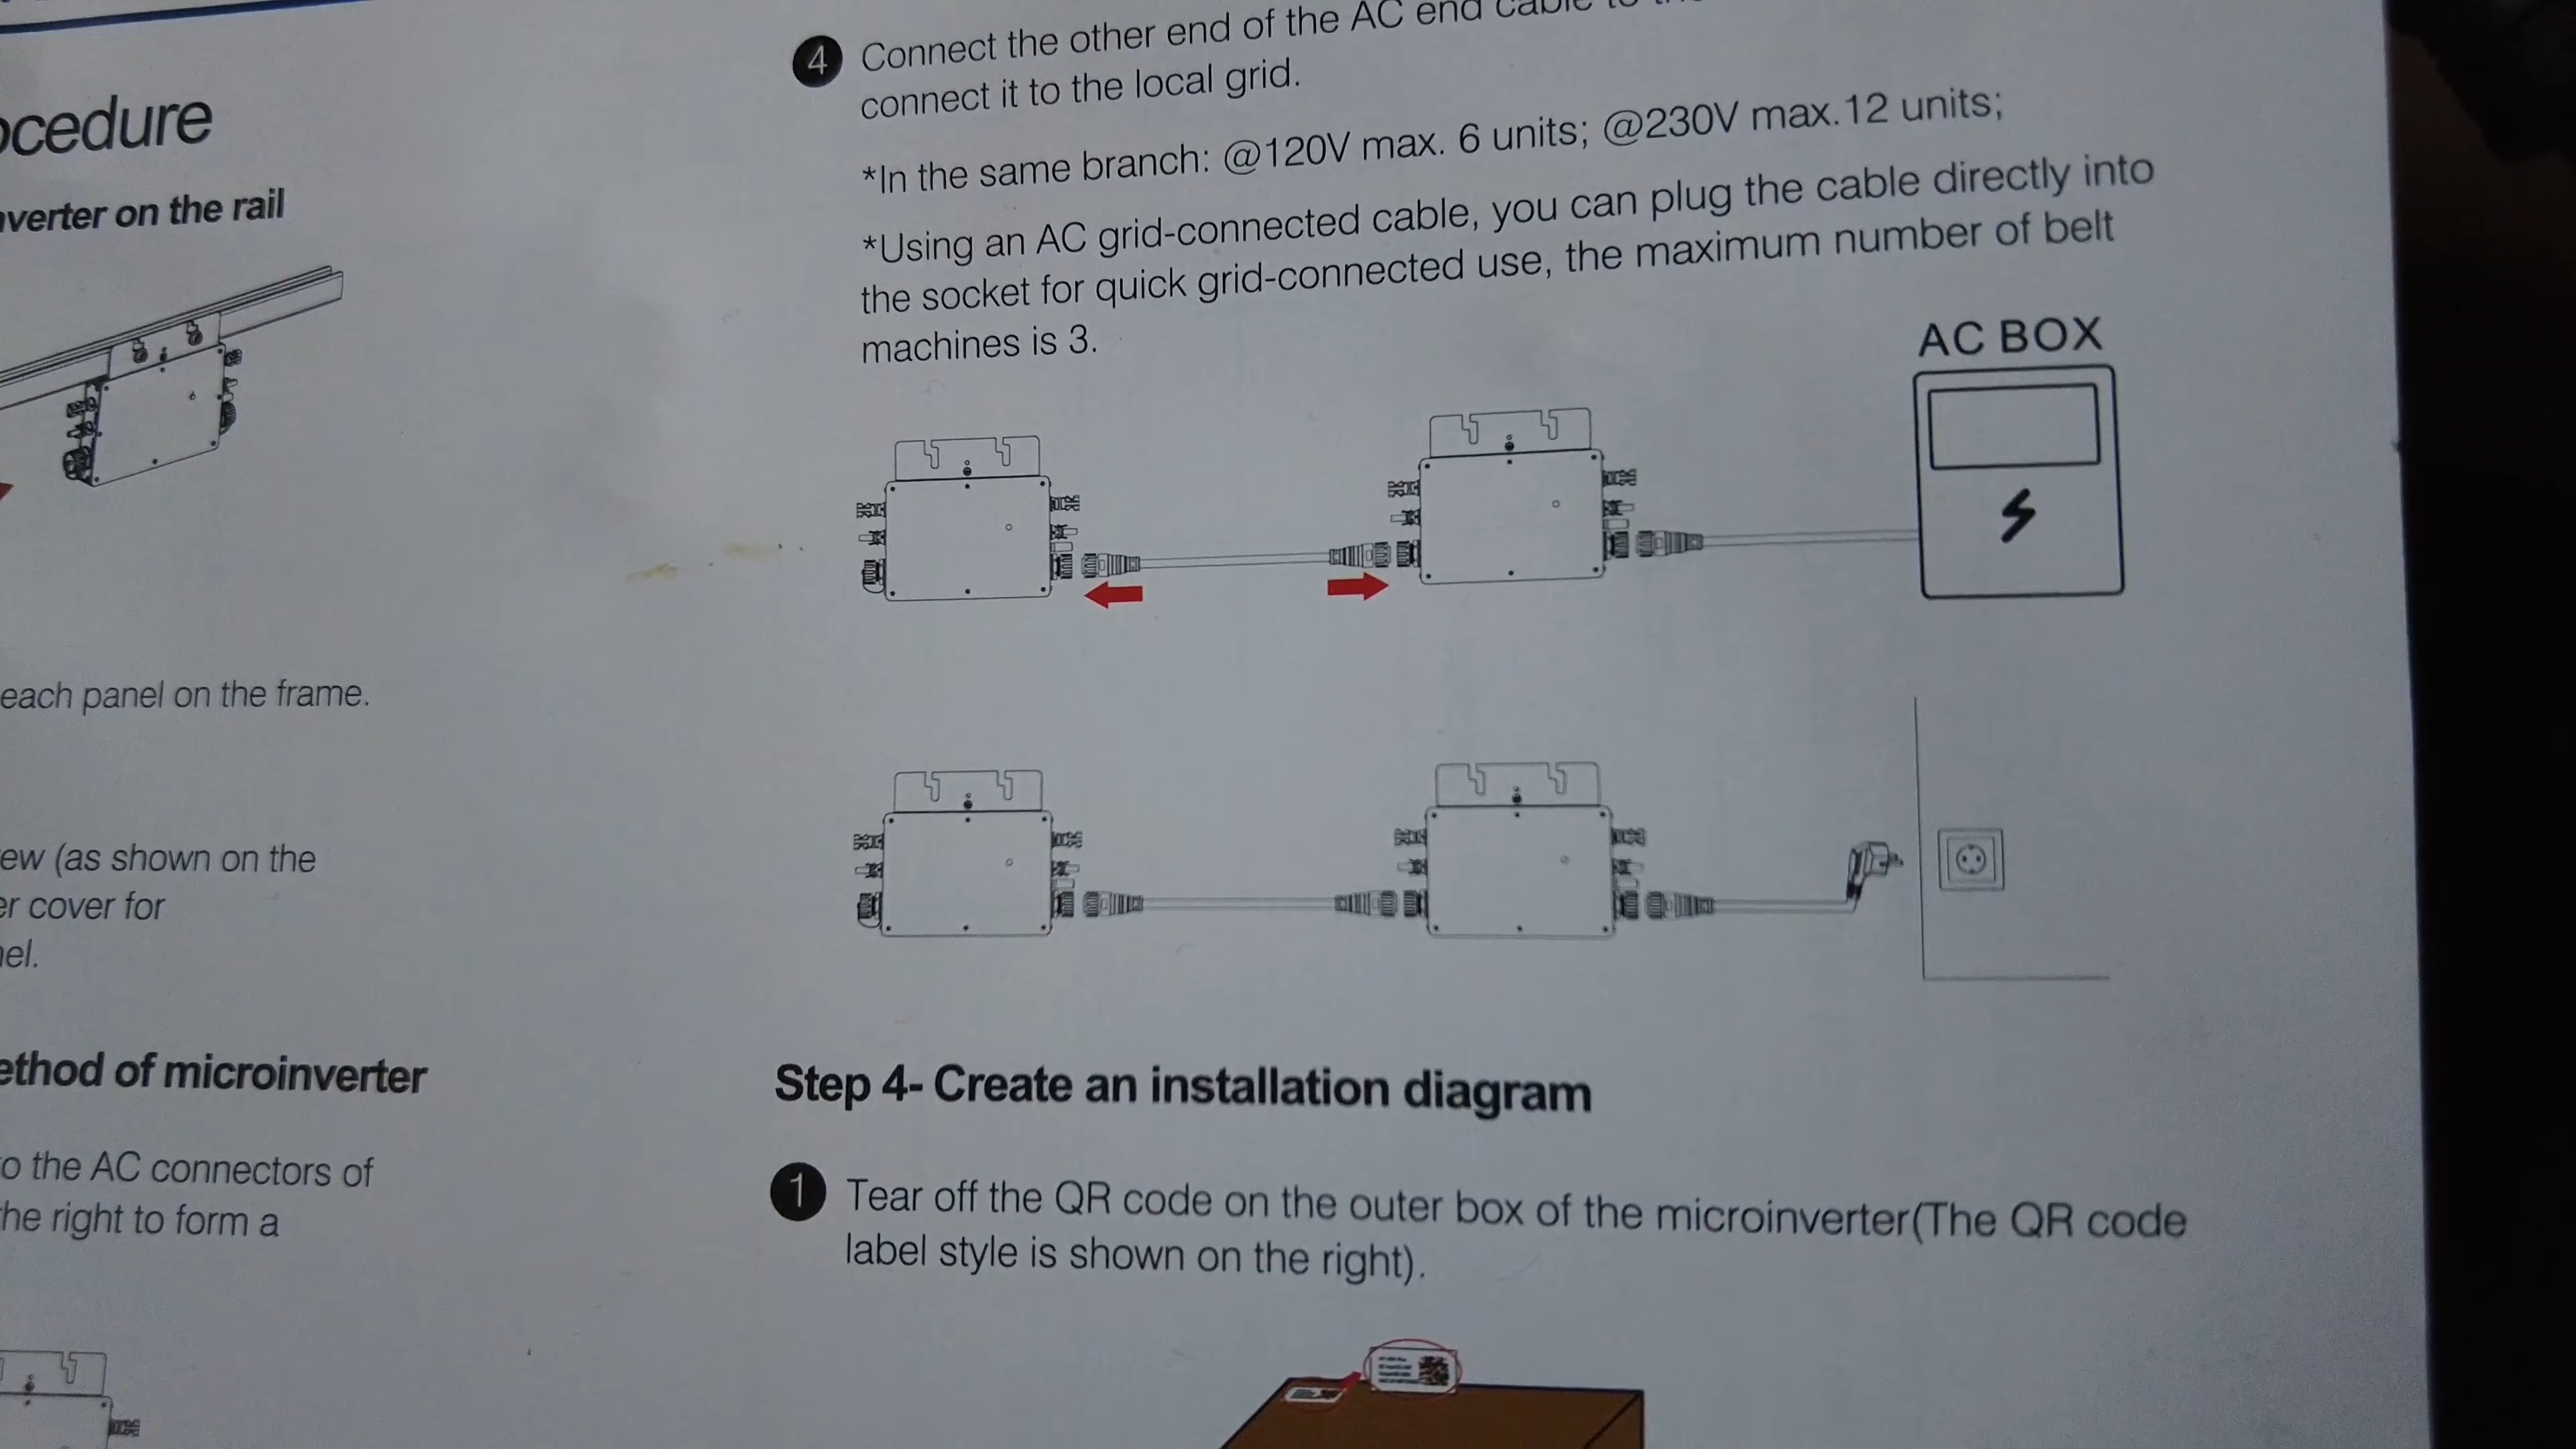 ocedure
verter on the rail
each panel on the frame.
ew (as shown on the
er cover for
el.
ethod of microinverter
o the AC connectors of
he right to form a
4 Connect the other end of the AC end cable to
connect it to the local grid.
*In the same branch: @120V max. 6 units; @230V max.12 units;
*Using an AC grid-connected cable, you can plug the cable directly into
the socket for quick grid-connected use, the maximum number of belt
machines is 3.
AC BOX
Step 4- Create an installation diagram
1 Tear off the QR code on the outer box of the microinverter(The QR code
label style is shown on the right).